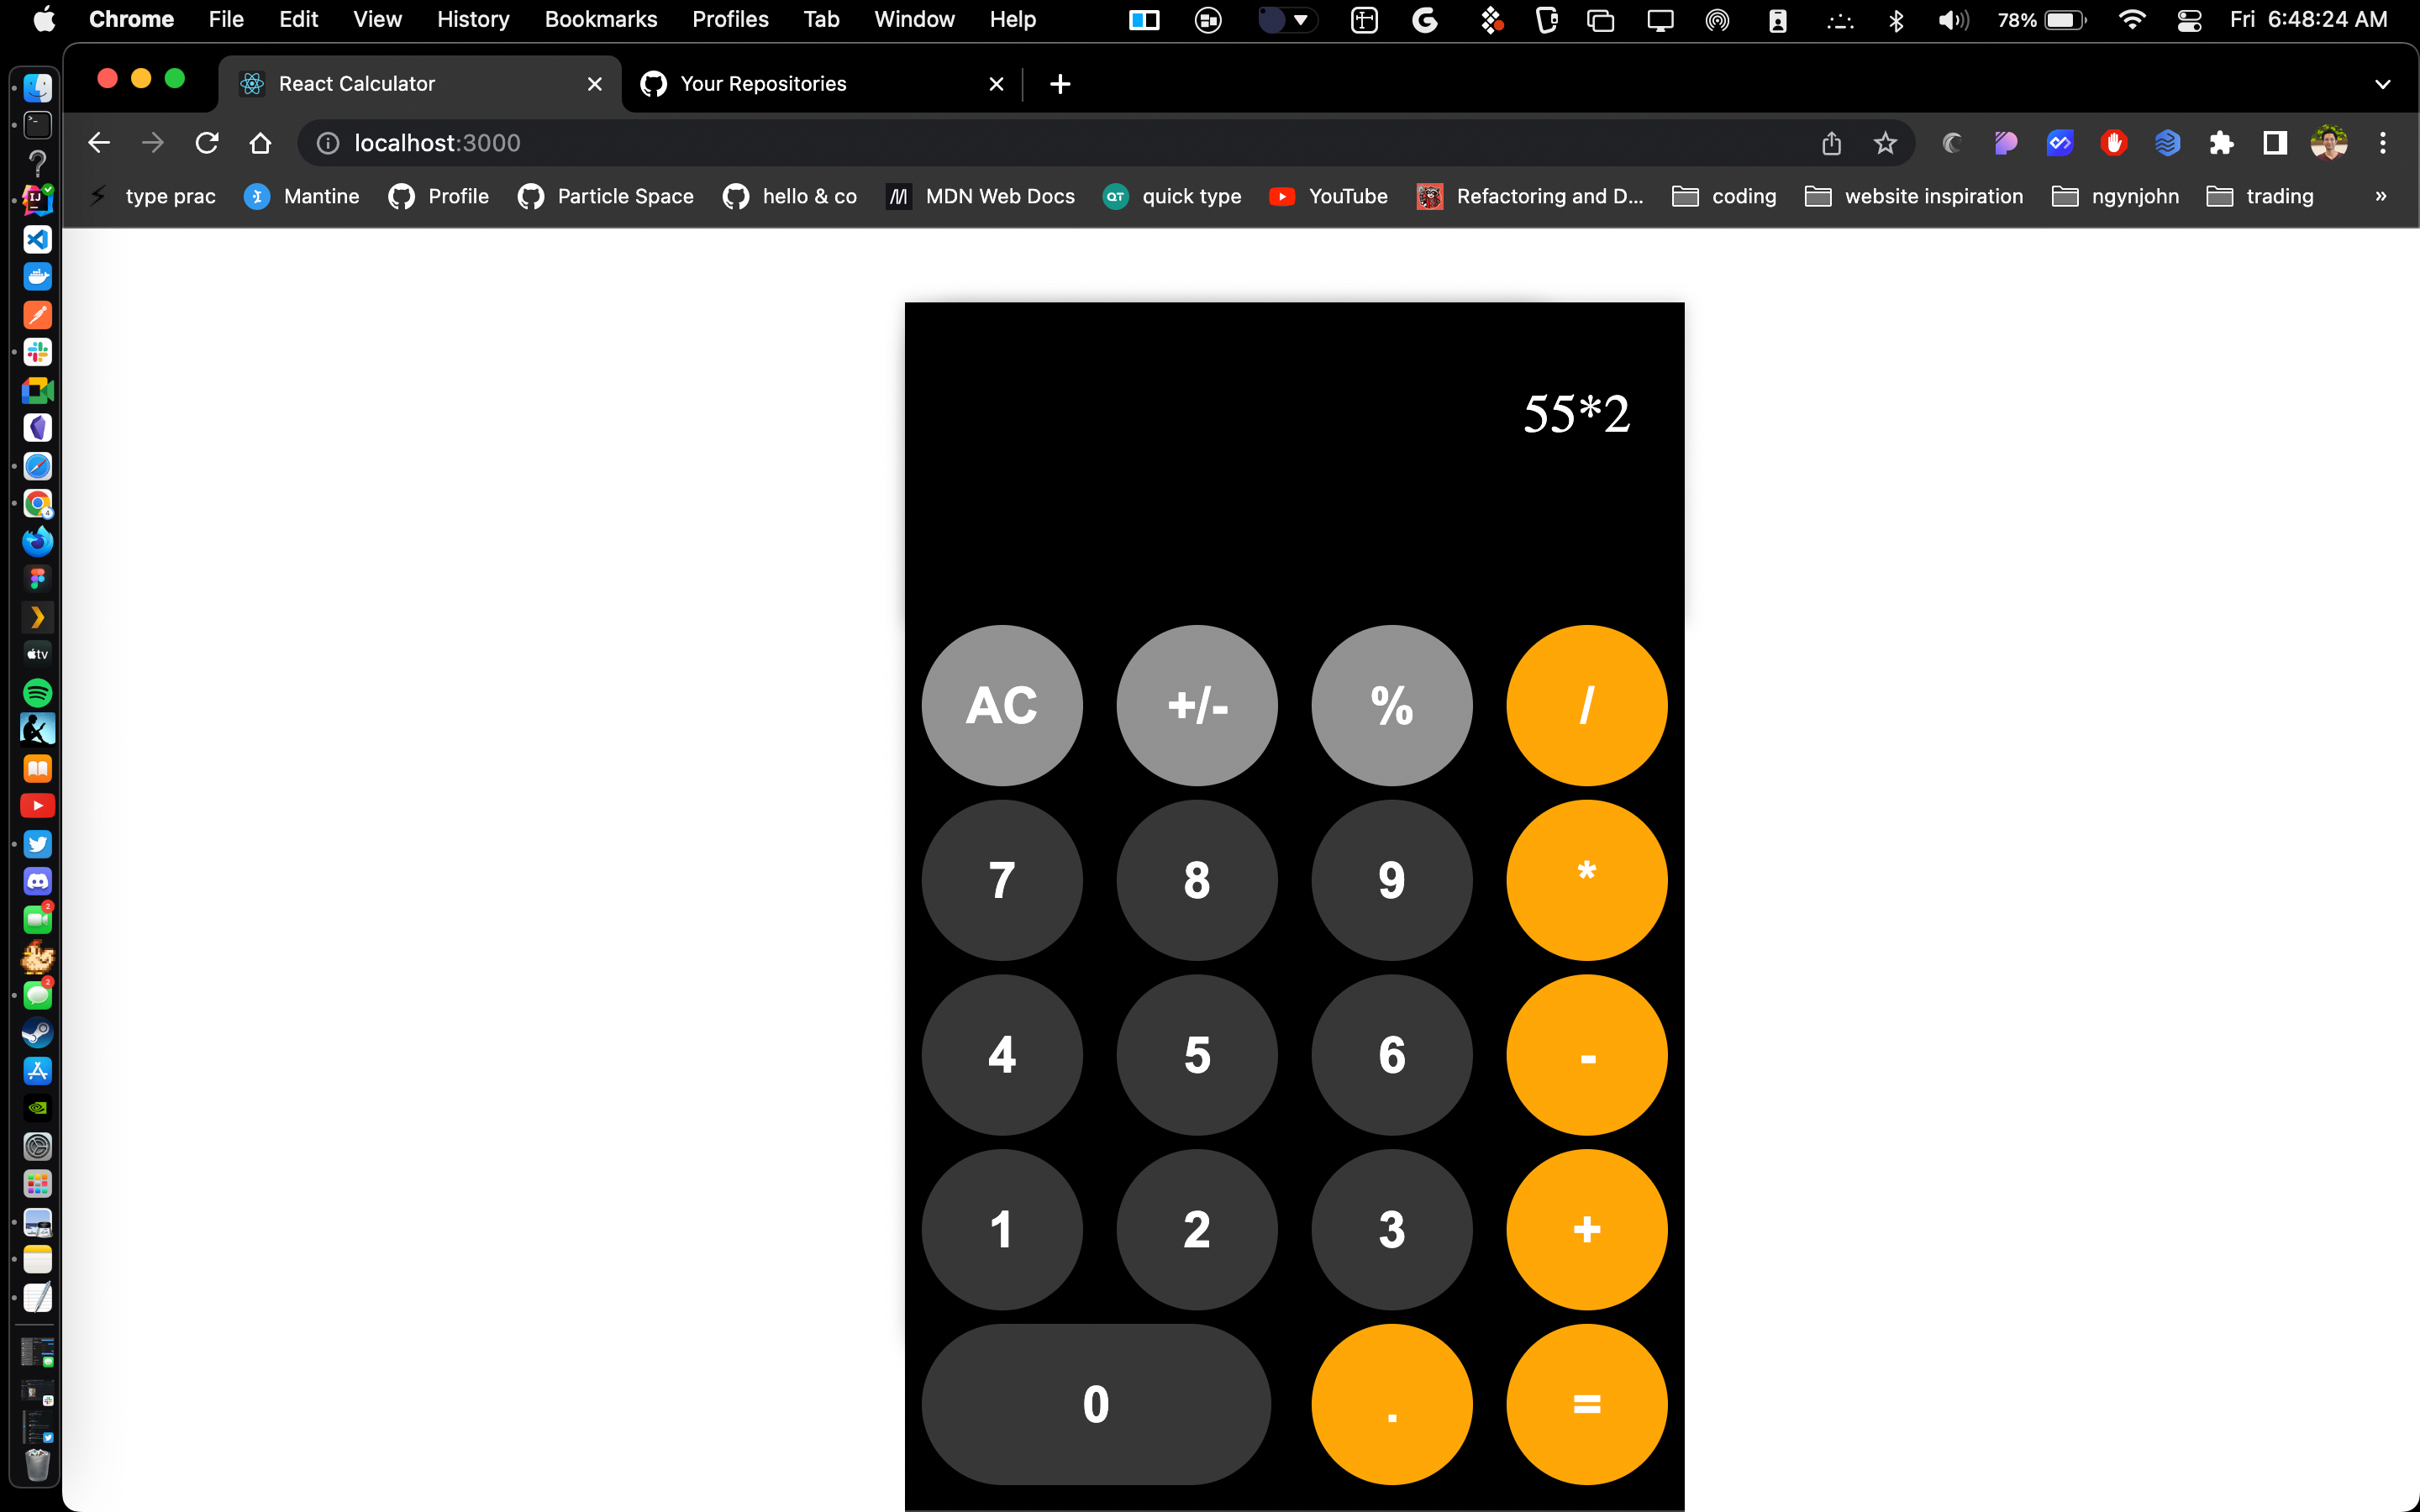 Chrome File Edit View History Bookmarks Profiles Tab Window Help 78% Fri 6:48:24 AM
React Calculator Your Repositories
localhost:3000
type prac Mantine Profile Particle Space hello & co MDN Web Docs QT quick type YouTube Refactoring and D... coding website inspiration ngynjohn trading »
55*2
AC +/- % /
7 8 9 *
4 5 6 -
1 2 3 +
0 . =
tv